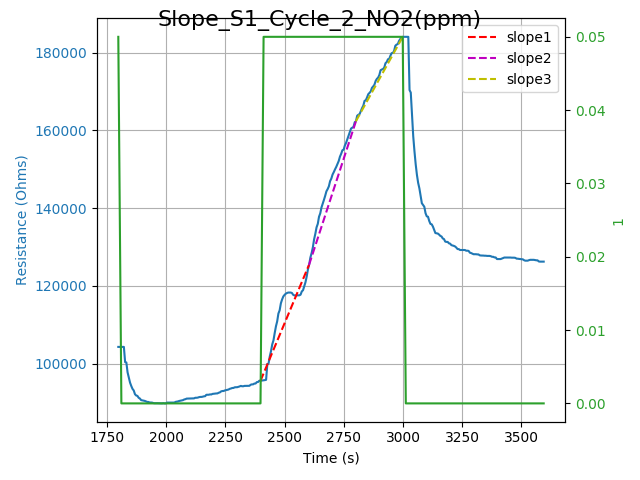 Slope_S1_Cycle_2_NO2(ppm)
slope1
slope2
slope3
180000
160000
140000
120000
100000
Resistance (Ohms)
0.05
0.04
0.03
0.02
0.01
0.00
1
1750 2000 2250 2500 2750 3000 3250 3500
Time (s)